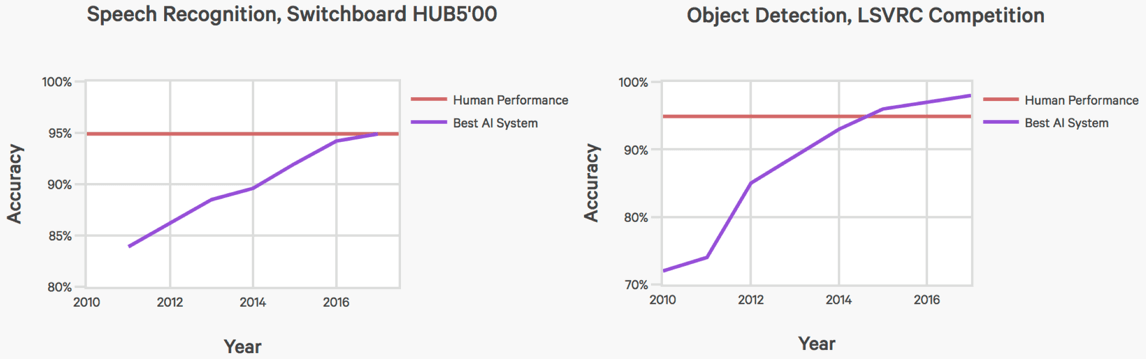 Speech Recognition, Switchboard HUB5'00
100%
95%
90%
85%
80%
Accuracy
2010 2012 2014 2016
Year
Human Performance
Best AI System
Object Detection, LSVRC Competition
100%
90%
80%
70%
Accuracy
2010 2012 2014 2016
Year
Human Performance
Best AI System